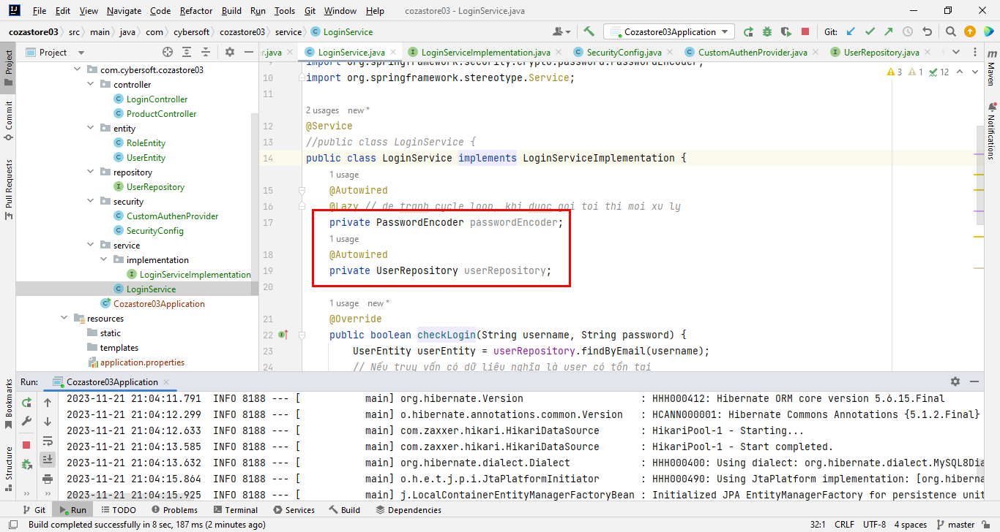 File Edit View Navigate Code Refactor Build Run Tools Git Window Help cozastore03 - LoginService.java
cozastore03 src main java com cybersoft cozastore03 service LoginService Cozastore03Application Git:
Project r.java LoginService.java LoginServiceImplementation.java SecurityConfig.java CustomAuthenProvider.java UserRepository.java
Project
Commit
Pull Requests
Bookmarks
Structure
com.cybersoft.cozastore03
controller
LoginController
ProductController
entity
RoleEntity
UserEntity
repository
UserRepository
security
CustomAuthenProvider
SecurityConfig
service
implementation
LoginServiceImplementation
LoginService
Cozastore03Application
resources
static
templates
application.properties
9 import org.springframework.security.crypto.password.PasswordEncoder;
10 import org.springframework.stereotype.Service;
11
2 usages new *
12 @Service
13 //public class LoginService {
14 public class LoginService implements LoginServiceImplementation {
1 usage
15 @Autowired
16 @Lazy // de tranh cycle loop, khi duoc goi toi thi moi xu ly
17 private PasswordEncoder passwordEncoder;
1 usage
18 @Autowired
19 private UserRepository userRepository;
20
1 usage new *
21 @Override
22 public boolean checkLogin(String username, String password) {
23 UserEntity userEntity = userRepository.findByEmail(username);
24 // Nếu truy vấn có dữ liệu nghĩa là user có tồn tại
3 1 12
Maven
Notifications
Run: Cozastore03Application
2023-11-21 21:04:11.791 INFO 8188 --- [ main] org.hibernate.Version : HHH000412: Hibernate ORM core version 5.6.15.Final
2023-11-21 21:04:12.299 INFO 8188 --- [ main] o.hibernate.annotations.common.Version : HCANN000001: Hibernate Commons Annotations {5.1.2.Final}
2023-11-21 21:04:12.633 INFO 8188 --- [ main] com.zaxxer.hikari.HikariDataSource : HikariPool-1 - Starting...
2023-11-21 21:04:13.585 INFO 8188 --- [ main] com.zaxxer.hikari.HikariDataSource : HikariPool-1 - Start completed.
2023-11-21 21:04:13.632 INFO 8188 --- [ main] org.hibernate.dialect.Dialect : HHH000400: Using dialect: org.hibernate.dialect.MySQL8Dia
2023-11-21 21:04:15.864 INFO 8188 --- [ main] o.h.e.t.j.p.i.JtaPlatformInitiator : HHH000490: Using JtaPlatform implementation: [org.hiberna
2023-11-21 21:04:15.925 INFO 8188 --- [ main] j.LocalContainerEntityManagerFactoryBean : Initialized JPA EntityManagerFactory for persistence unit
Git Run TODO Problems Terminal Services Build Dependencies
Build completed successfully in 8 sec, 187 ms (2 minutes ago) 32:1 CRLF UTF-8 4 spaces master